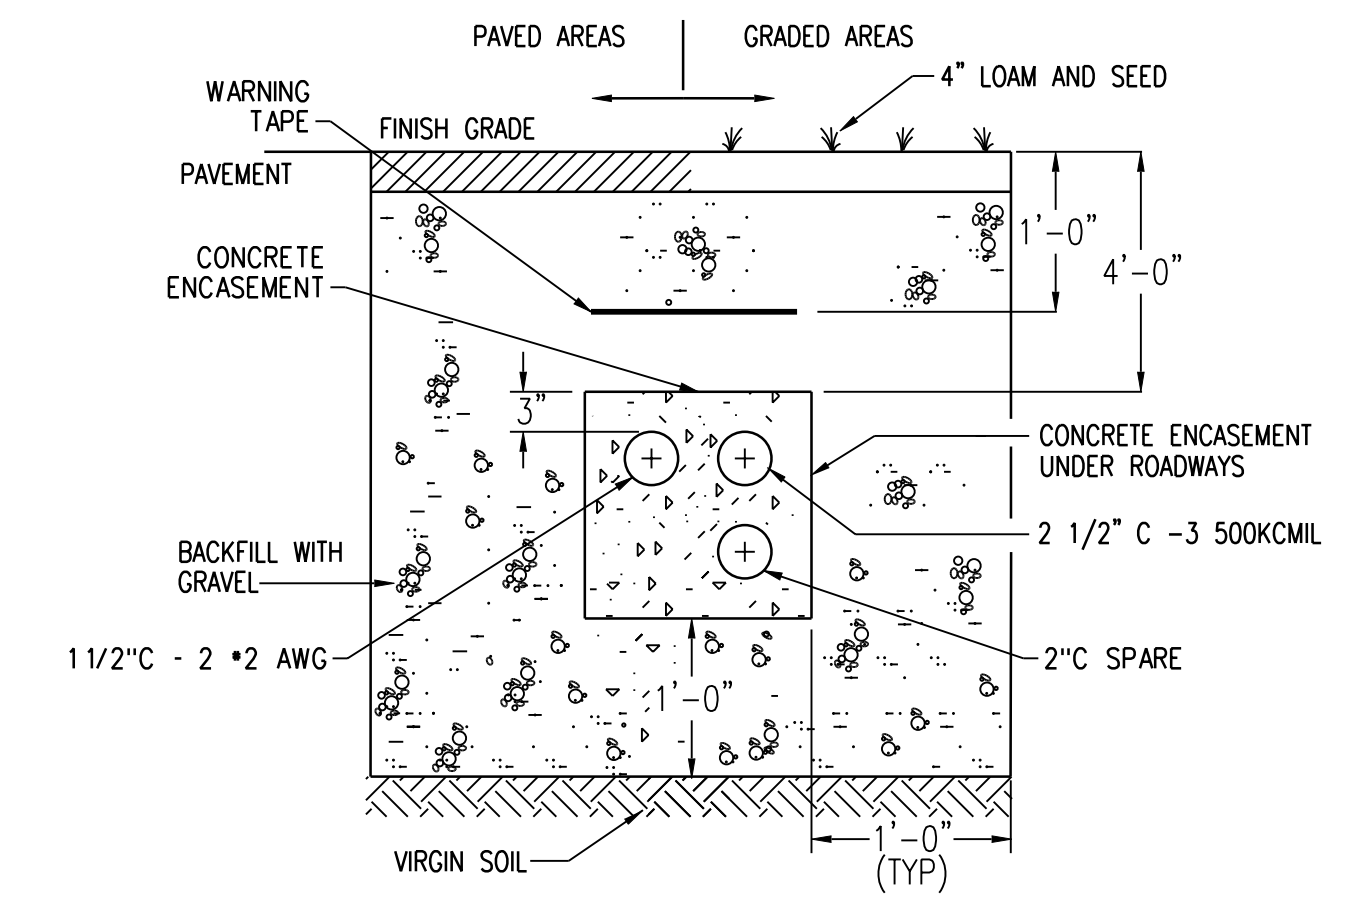 PAVED AREAS
GRADED AREAS
4" LOAM AND SEED
WARNING
TAPE
FINISH GRADE
PAVEMENT
1'-0"
4'-0"
CONCRETE
ENCASEMENT
3"
CONCRETE ENCASEMENT
UNDER ROADWAYS
2 1/2" C -3 500KCMIL
BACKFILL WITH
GRAVEL
1 1/2"C - 2 #2 AWG
2"C SPARE
1'-0"
1'-0"
(TYP)
VIRGIN SOIL